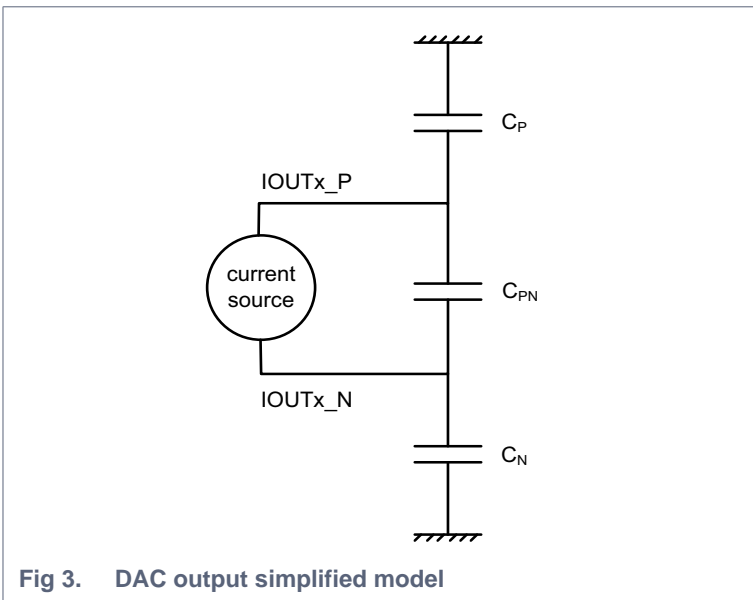 C_P
IOUTx_P
current
source
C_PN
IOUTx_N
C_N
Fig 3. DAC output simplified model